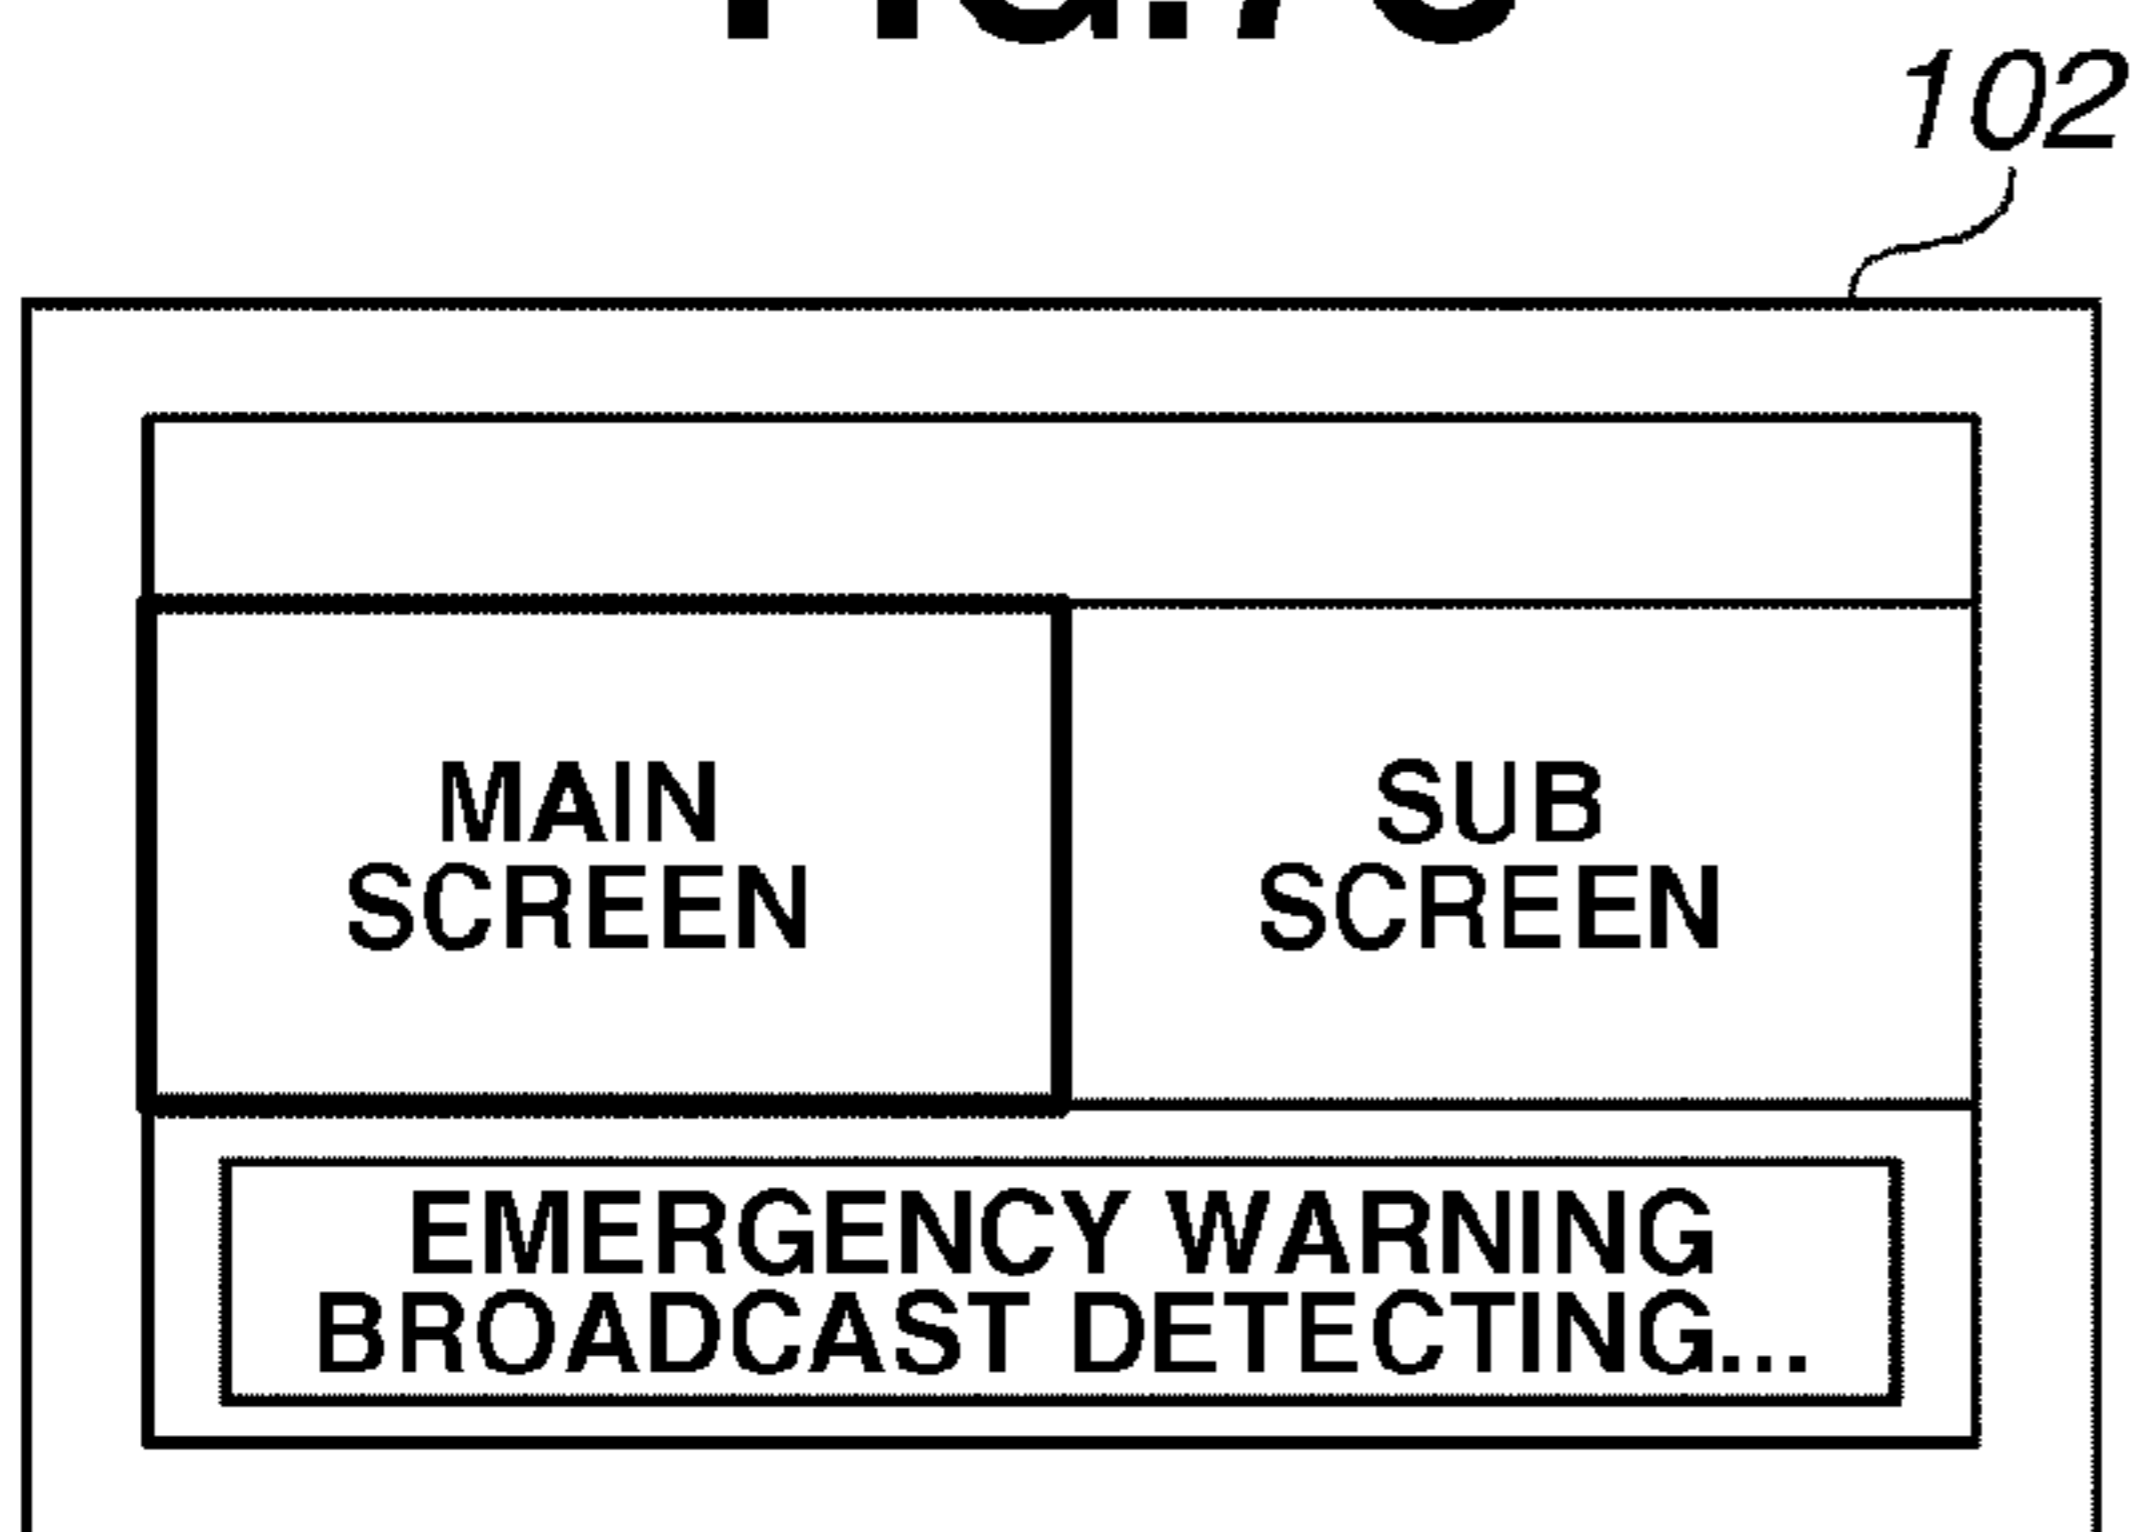 102
MAIN
SCREEN
SUB
SCREEN
EMERGENCY WARNING
BROADCAST DETECTING...